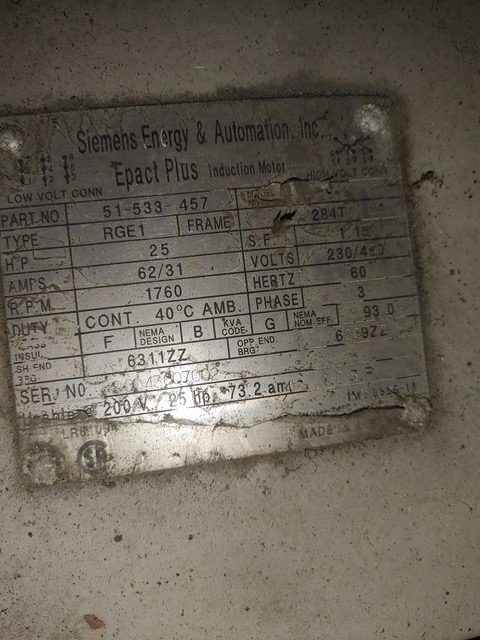 Siemens Energy & Automation, Inc.
Epact Plus Induction Motor
LOW VOLT CONN. HIGH VOLT CONN.
PART NO. 51-533-457 MODEL
TYPE RGE1 FRAME 284T
H.P. 25 S.F. 1.15
AMPS. 62/31 VOLTS 230/460
R.P.M. 1760 HERTZ 60
DUTY CONT. 40°C AMB. PHASE 3
CLASS INSUL F NEMA DESIGN B KVA CODE G NEMA NOM EFF. 93.0
SH END BRG. 6311ZZ OPP END. BRG
SER. NO.
200 V. 25 hp. 73.2 amps
MADE IN